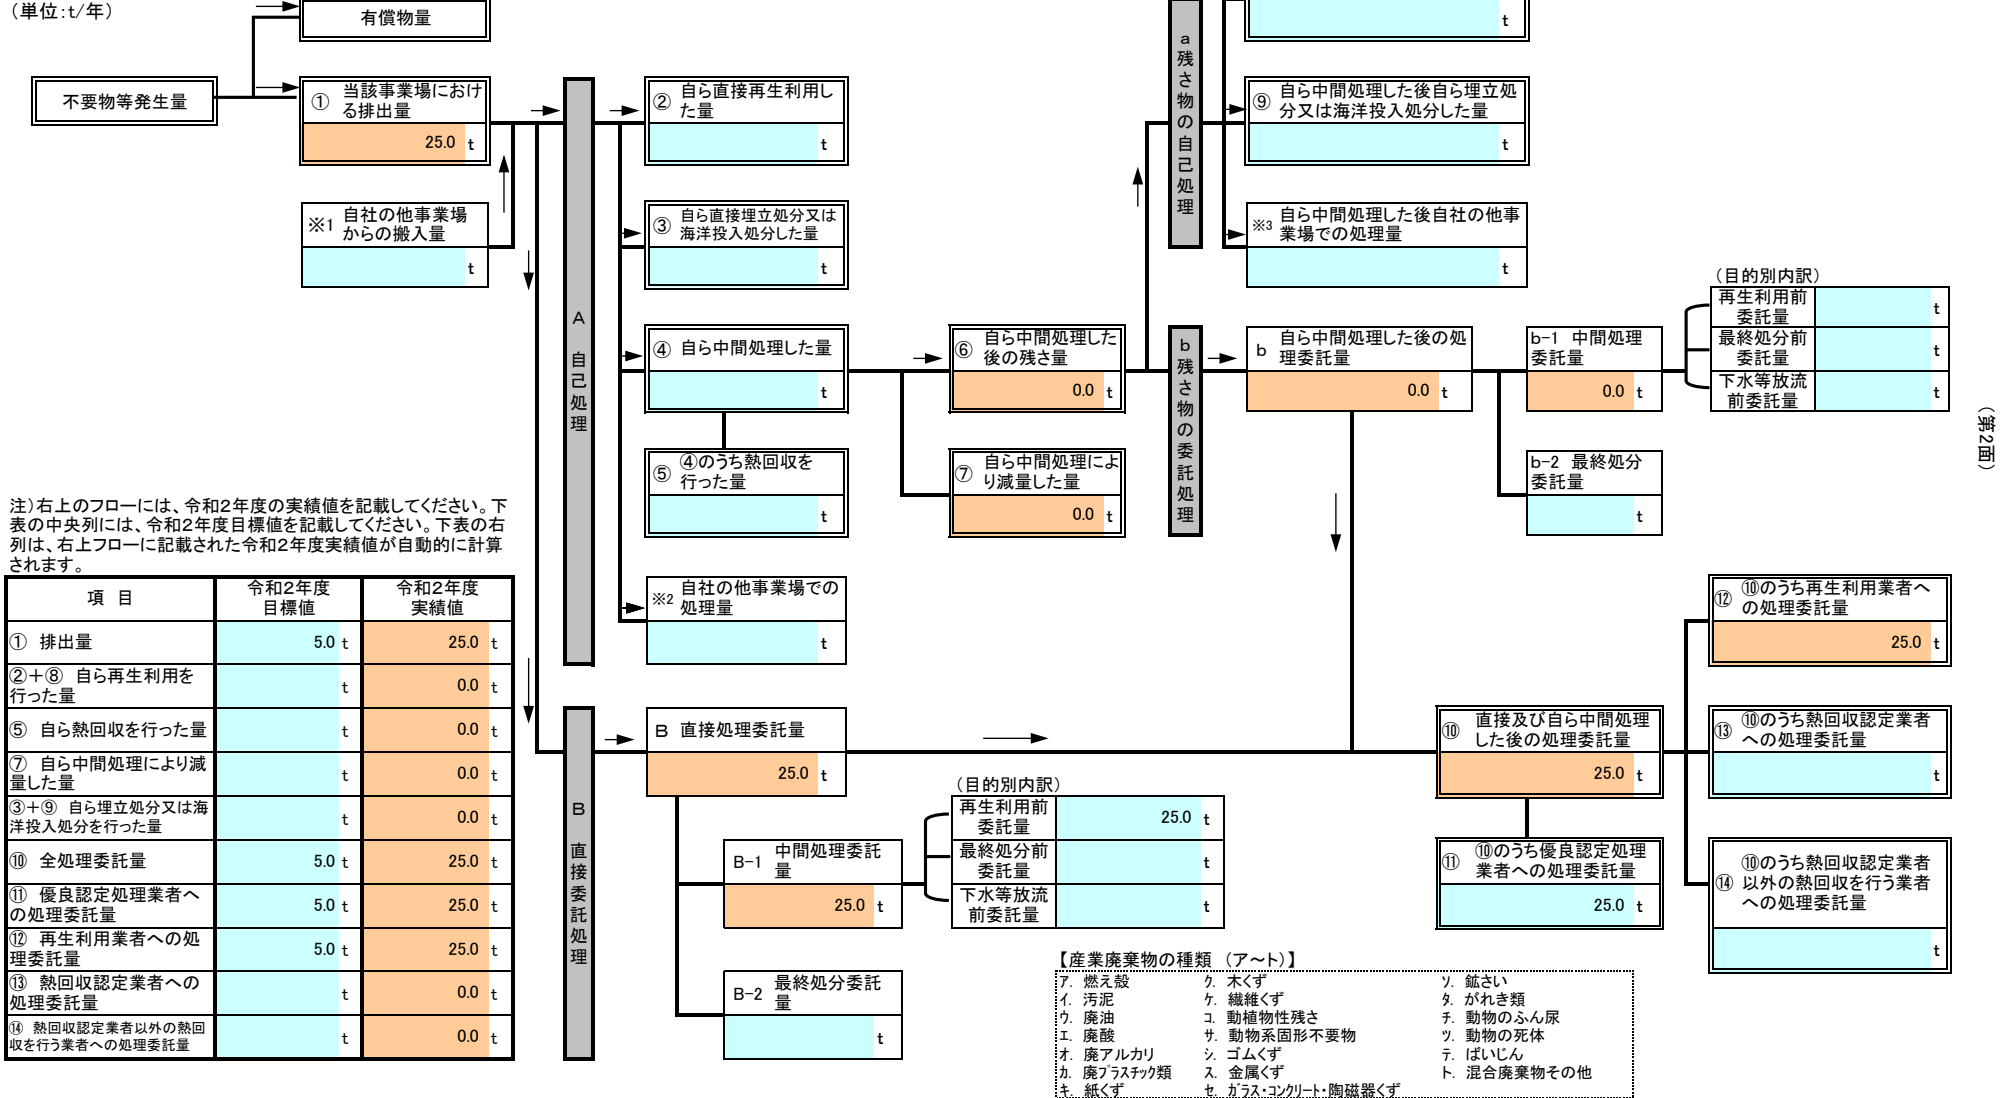 （単位：t/年）
有償物量
t
不要物等発生量
① 当該事業場におけ
る排出量
25.0 t
※1 自社の他事業場
からの搬入量
t
A 自己処理
② 自ら直接再生利用し
た量
t
③ 自ら直接埋立処分又は
海洋投入処分した量
t
④ 自ら中間処理した量
t
⑤ ④のうち熱回収を
行った量
t
※2 自社の他事業場での
処理量
t
⑥ 自ら中間処理した
後の残さ量
0.0 t
⑦ 自ら中間処理によ
り減量した量
0.0 t
a 残さ物の自己処理
⑨ 自ら中間処理した後自ら埋立処
分又は海洋投入処分した量
t
※3 自ら中間処理した後自社の他事
業場での処理量
t
b 残さ物の委託処理
b 自ら中間処理した後の処
理委託量
0.0 t
b-1 中間処理
委託量
0.0 t
b-2 最終処分
委託量
t
（目的別内訳）
再生利用前
委託量 t
最終処分前
委託量 t
下水等放流
前委託量 t
（第2面）
注）右上のフローには、令和2年度の実績値を記載してください。下
表の中央列には、令和2年度目標値を記載してください。下表の右
列は、右上フローに記載された令和2年度実績値が自動的に計算
されます。
項 目 令和2年度 目標値 令和2年度 実績値
① 排出量 5.0 t 25.0 t
②＋⑧ 自ら再生利用を
行った量 t 0.0 t
⑤ 自ら熱回収を行った量 t 0.0 t
⑦ 自ら中間処理により減
量した量 t 0.0 t
③＋⑨ 自ら埋立処分又は海
洋投入処分を行った量 t 0.0 t
⑩ 全処理委託量 5.0 t 25.0 t
⑪ 優良認定処理業者へ
の処理委託量 5.0 t 25.0 t
⑫ 再生利用業者への処
理委託量 5.0 t 25.0 t
⑬ 熱回収認定業者への
処理委託量 t 0.0 t
⑭ 熱回収認定業者以外の熱回
収を行う業者への処理委託量 t 0.0 t
B 直接委託処理
B 直接処理委託量
25.0 t
B-1 中間処理委託
量
25.0 t
B-2 最終処分委託
量
t
（目的別内訳）
再生利用前
委託量 25.0 t
最終処分前
委託量 t
下水等放流
前委託量 t
⑩ 直接及び自ら中間処理
した後の処理委託量
25.0 t
⑪ ⑩のうち優良認定処理
業者への処理委託量
25.0 t
⑫ ⑩のうち再生利用業者へ
の処理委託量
25.0 t
⑬ ⑩のうち熱回収認定業者
への処理委託量
t
⑭ ⑩のうち熱回収認定業者
以外の熱回収を行う業者
への処理委託量
t
【産業廃棄物の種類 （ア～ト）】
ア. 燃え殻 ク. 木くず ソ. 鉱さい
イ. 汚泥 ケ. 繊維くず タ. がれき類
ウ. 廃油 コ. 動植物性残さ チ. 動物のふん尿
エ. 廃酸 サ. 動物系固形不要物 ツ. 動物の死体
オ. 廃アルカリ シ. ゴムくず テ. ばいじん
カ. 廃プラスチック類 ス. 金属くず ト. 混合廃棄物その他
キ. 紙くず セ. ガラス・コンクリート・陶磁器くず